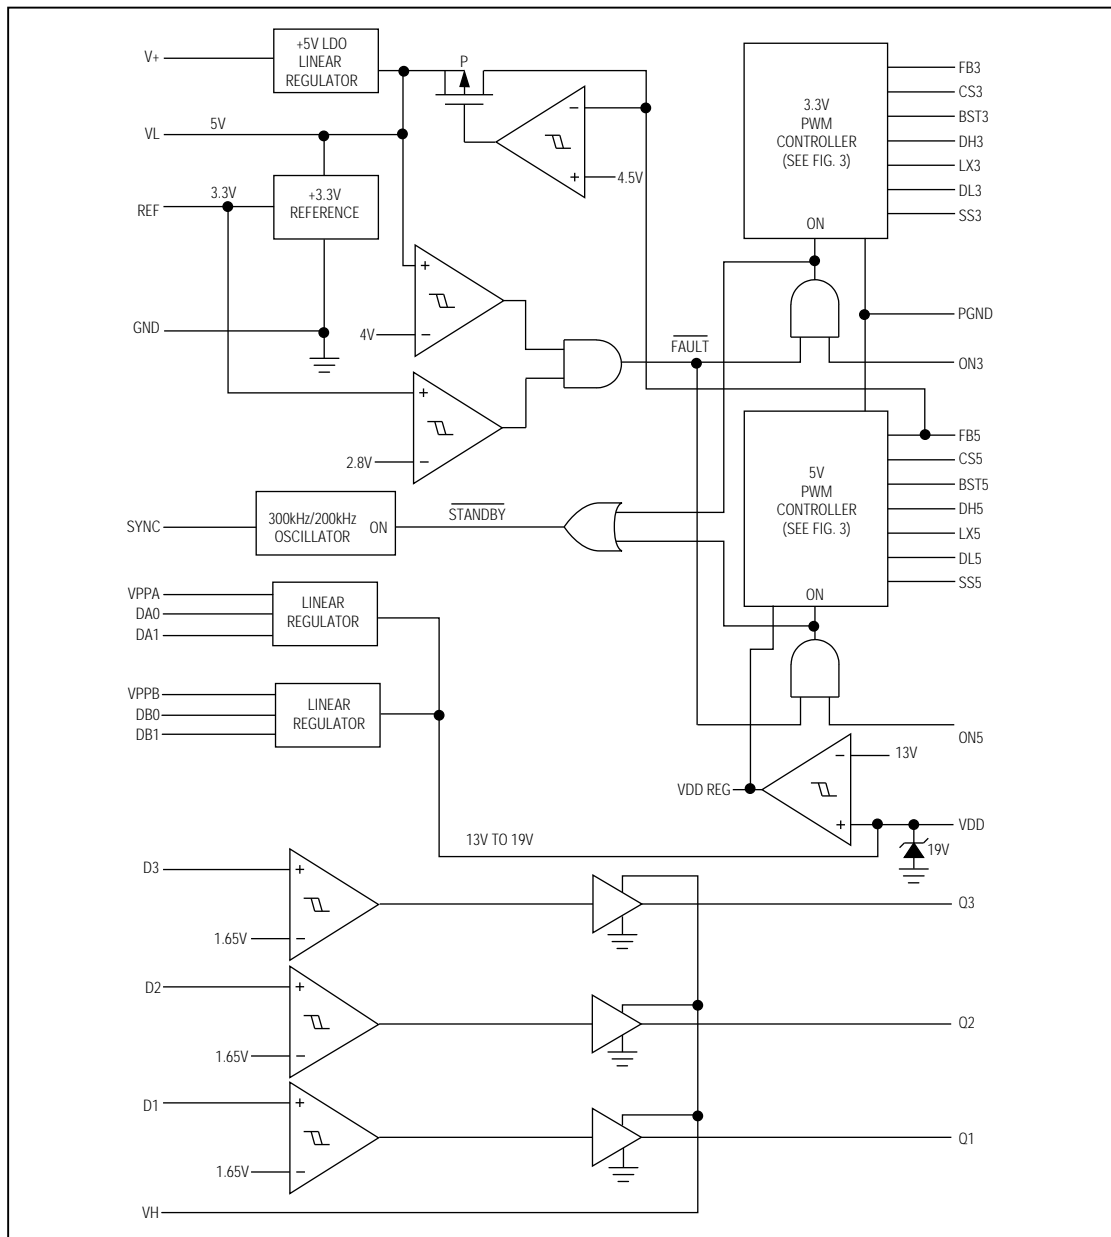 V+
+5V LDO
LINEAR
REGULATOR
P
VL
5V
4.5V
+3.3V
REFERENCE
3.3V
REF
GND
4V
2.8V
FAULT
3.3V
PWM
CONTROLLER
(SEE FIG. 3)
ON
FB3
CS3
BST3
DH3
LX3
DL3
SS3
PGND
ON3
5V
PWM
CONTROLLER
(SEE FIG. 3)
ON
FB5
CS5
BST5
DH5
LX5
DL5
SS5
ON5
SYNC
300kHz/200kHz
OSCILLATOR
ON
STANDBY
VPPA
DA0
DA1
LINEAR
REGULATOR
VPPB
DB0
DB1
LINEAR
REGULATOR
13V
VDD REG
VDD
19V
13V TO 19V
D3
1.65V
Q3
D2
1.65V
Q2
D1
1.65V
Q1
VH
+
−
+
−
+
−
+
−
+
−
+
−
+
−